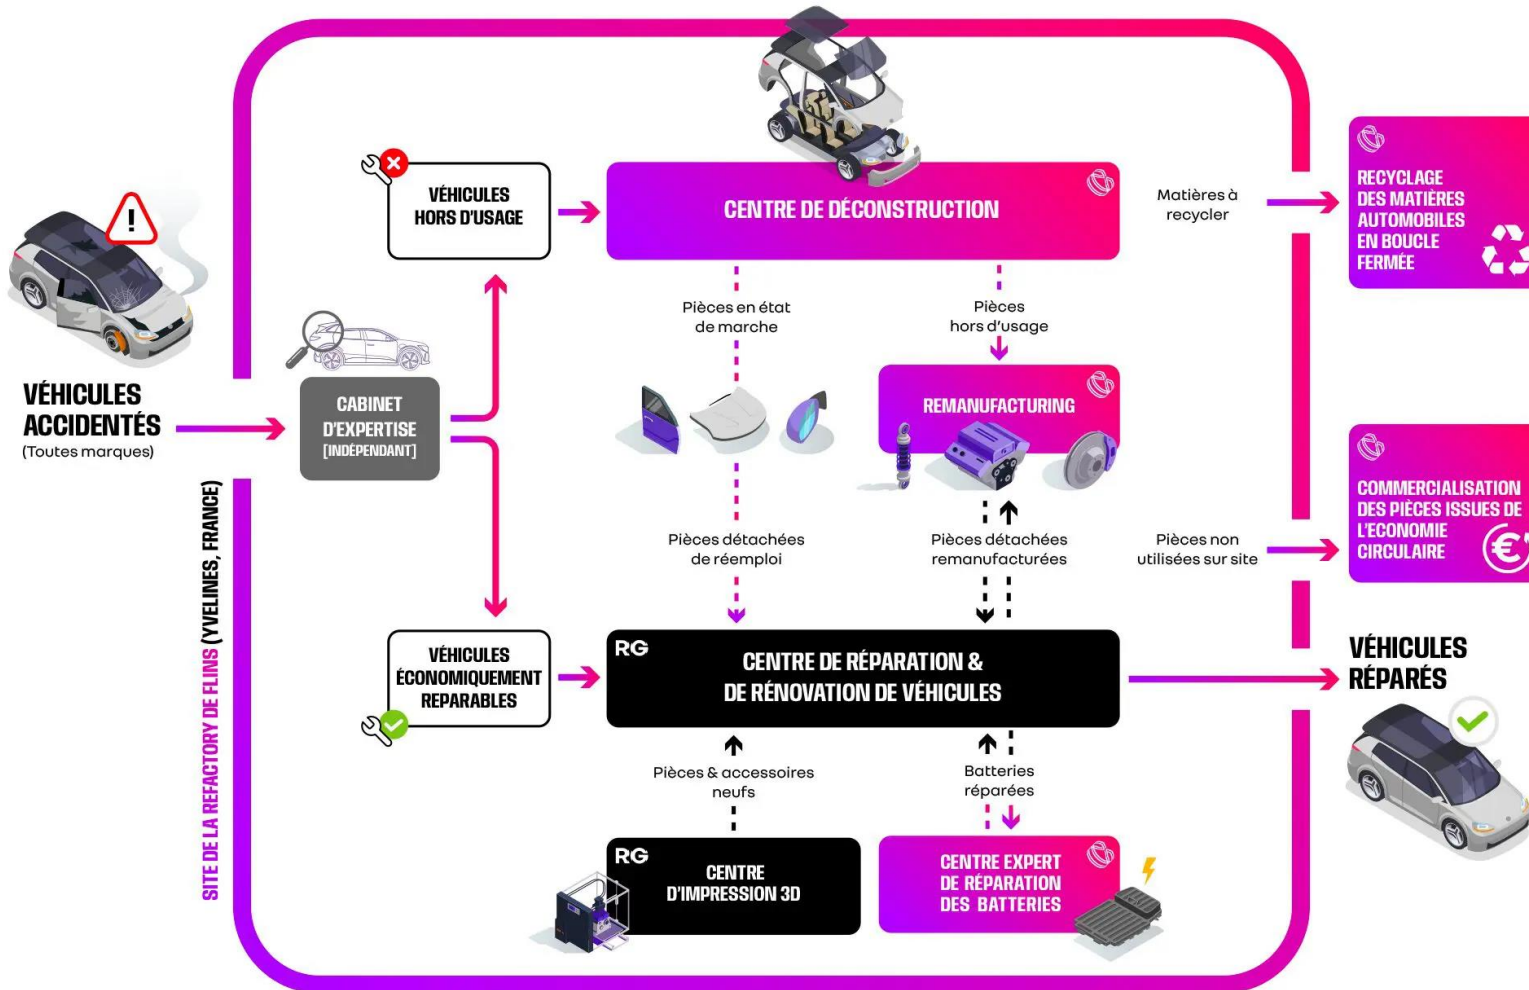 VÉHICULES
ACCIDENTÉS
(Toutes marques)
SITE DE LA REFACTORY DE FLINS (YVELINES, FRANCE)
CABINET
D'EXPERTISE
[INDÉPENDANT]
VÉHICULES
HORS D'USAGE
CENTRE DE DÉCONSTRUCTION
Matières à
recycler
RECYCLAGE
DES MATIÈRES
AUTOMOBILES
EN BOUCLE
FERMÉE
Pièces en état
de marche
Pièces
hors d'usage
REMANUFACTURING
Pièces détachées
de réemploi
Pièces détachées
remanufacturées
Pièces non
utilisées sur site
COMMERCIALISATION
DES PIÈCES ISSUES DE
L'ECONOMIE
CIRCULAIRE
€
VÉHICULES
ÉCONOMIQUEMENT
REPARABLES
RG
CENTRE DE RÉPARATION &
DE RÉNOVATION DE VÉHICULES
VÉHICULES
RÉPARÉS
Pièces & accessoires
neufs
Batteries
réparées
RG
CENTRE
D'IMPRESSION 3D
CENTRE EXPERT
DE RÉPARATION
DES BATTERIES